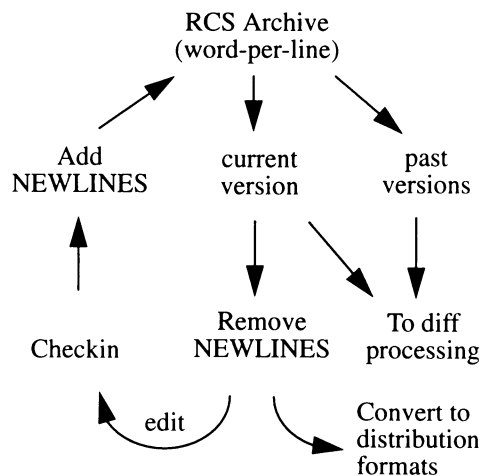 RCS Archive
(word-per-line)
Add
NEWLINES
current
version
past
versions
Checkin
Remove
NEWLINES
To diff
processing
edit
Convert to
distribution
formats